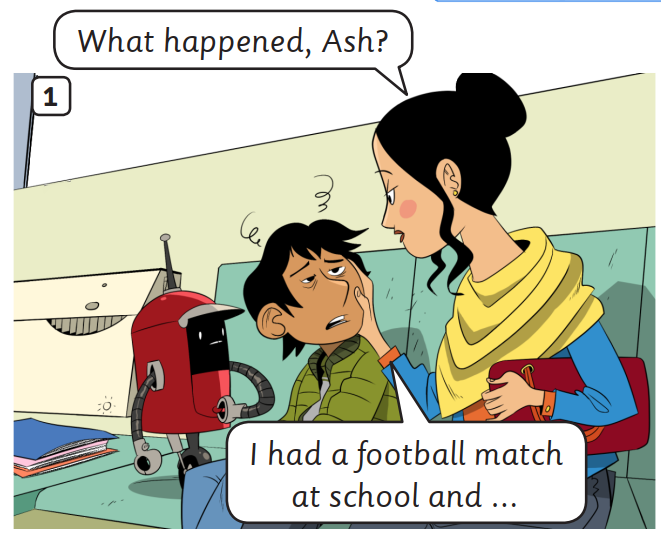 What happened, Ash?
1
I had a football match
at school and ...